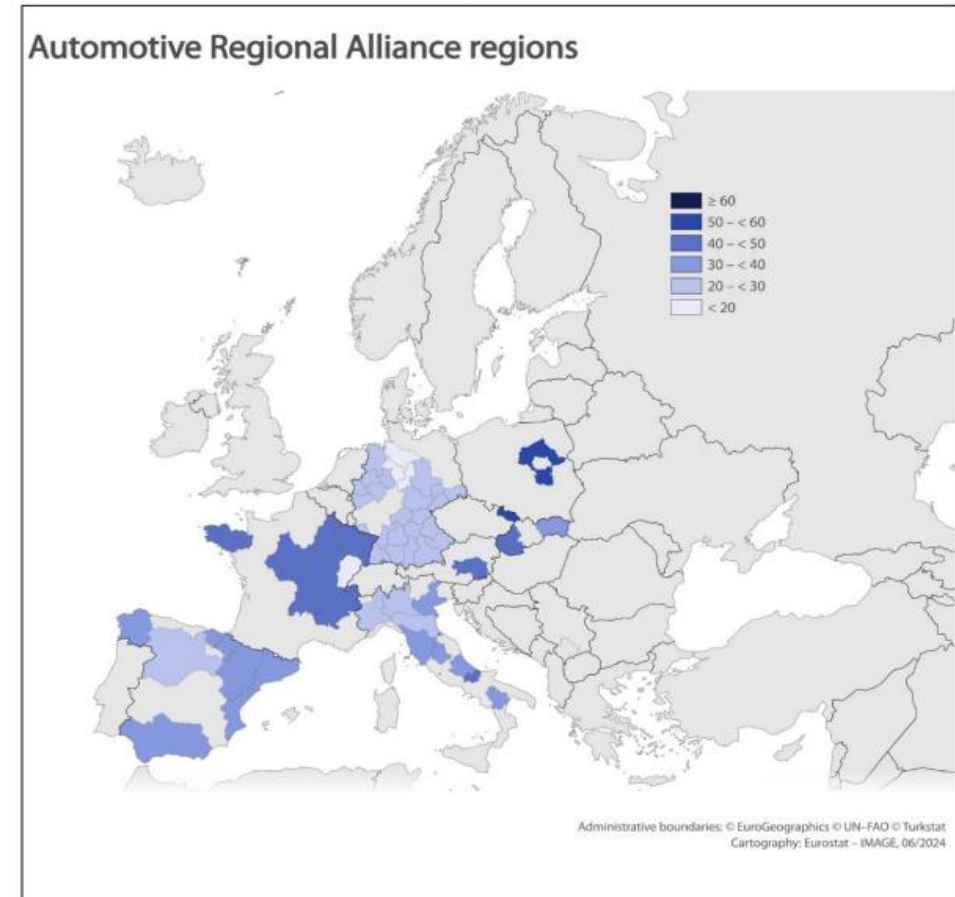 Automotive Regional Alliance regions
≥ 60
50 – < 60
40 – < 50
30 – < 40
20 – < 30
< 20
Administrative boundaries: © EuroGeographics © UN–FAO © Turkstat
Cartography: Eurostat – IMAGE, 06/2024